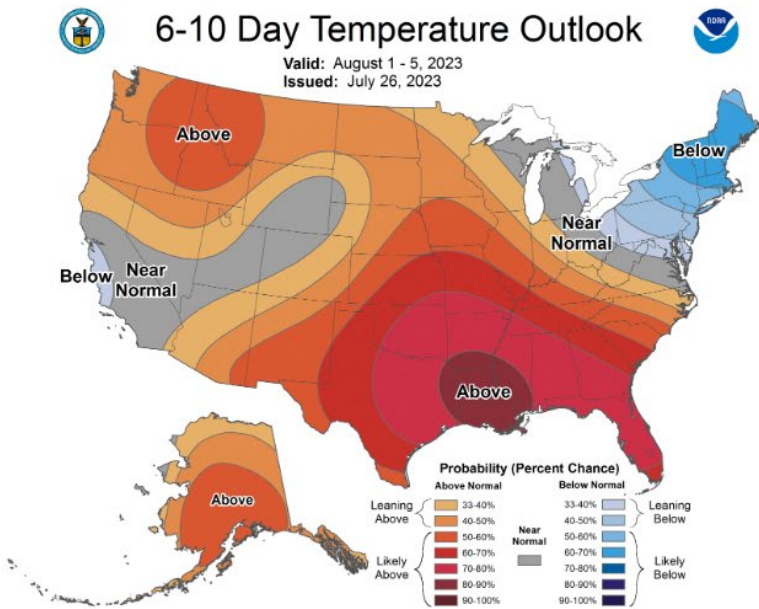 6-10 Day Temperature Outlook
NOAA
Valid: August 1 - 5, 2023
Issued: July 26, 2023
Above
Below
Near
Normal
Below
Near
Normal
Above
Above
Probability (Percent Chance)
Above Normal
Below Normal
Leaning
Above
33-40%
40-50%
Likely
Above
50-60%
60-70%
70-80%
80-90%
90-100%
Near
Normal
33-40%
40-50%
Leaning
Below
50-60%
60-70%
70-80%
80-90%
90-100%
Likely
Below